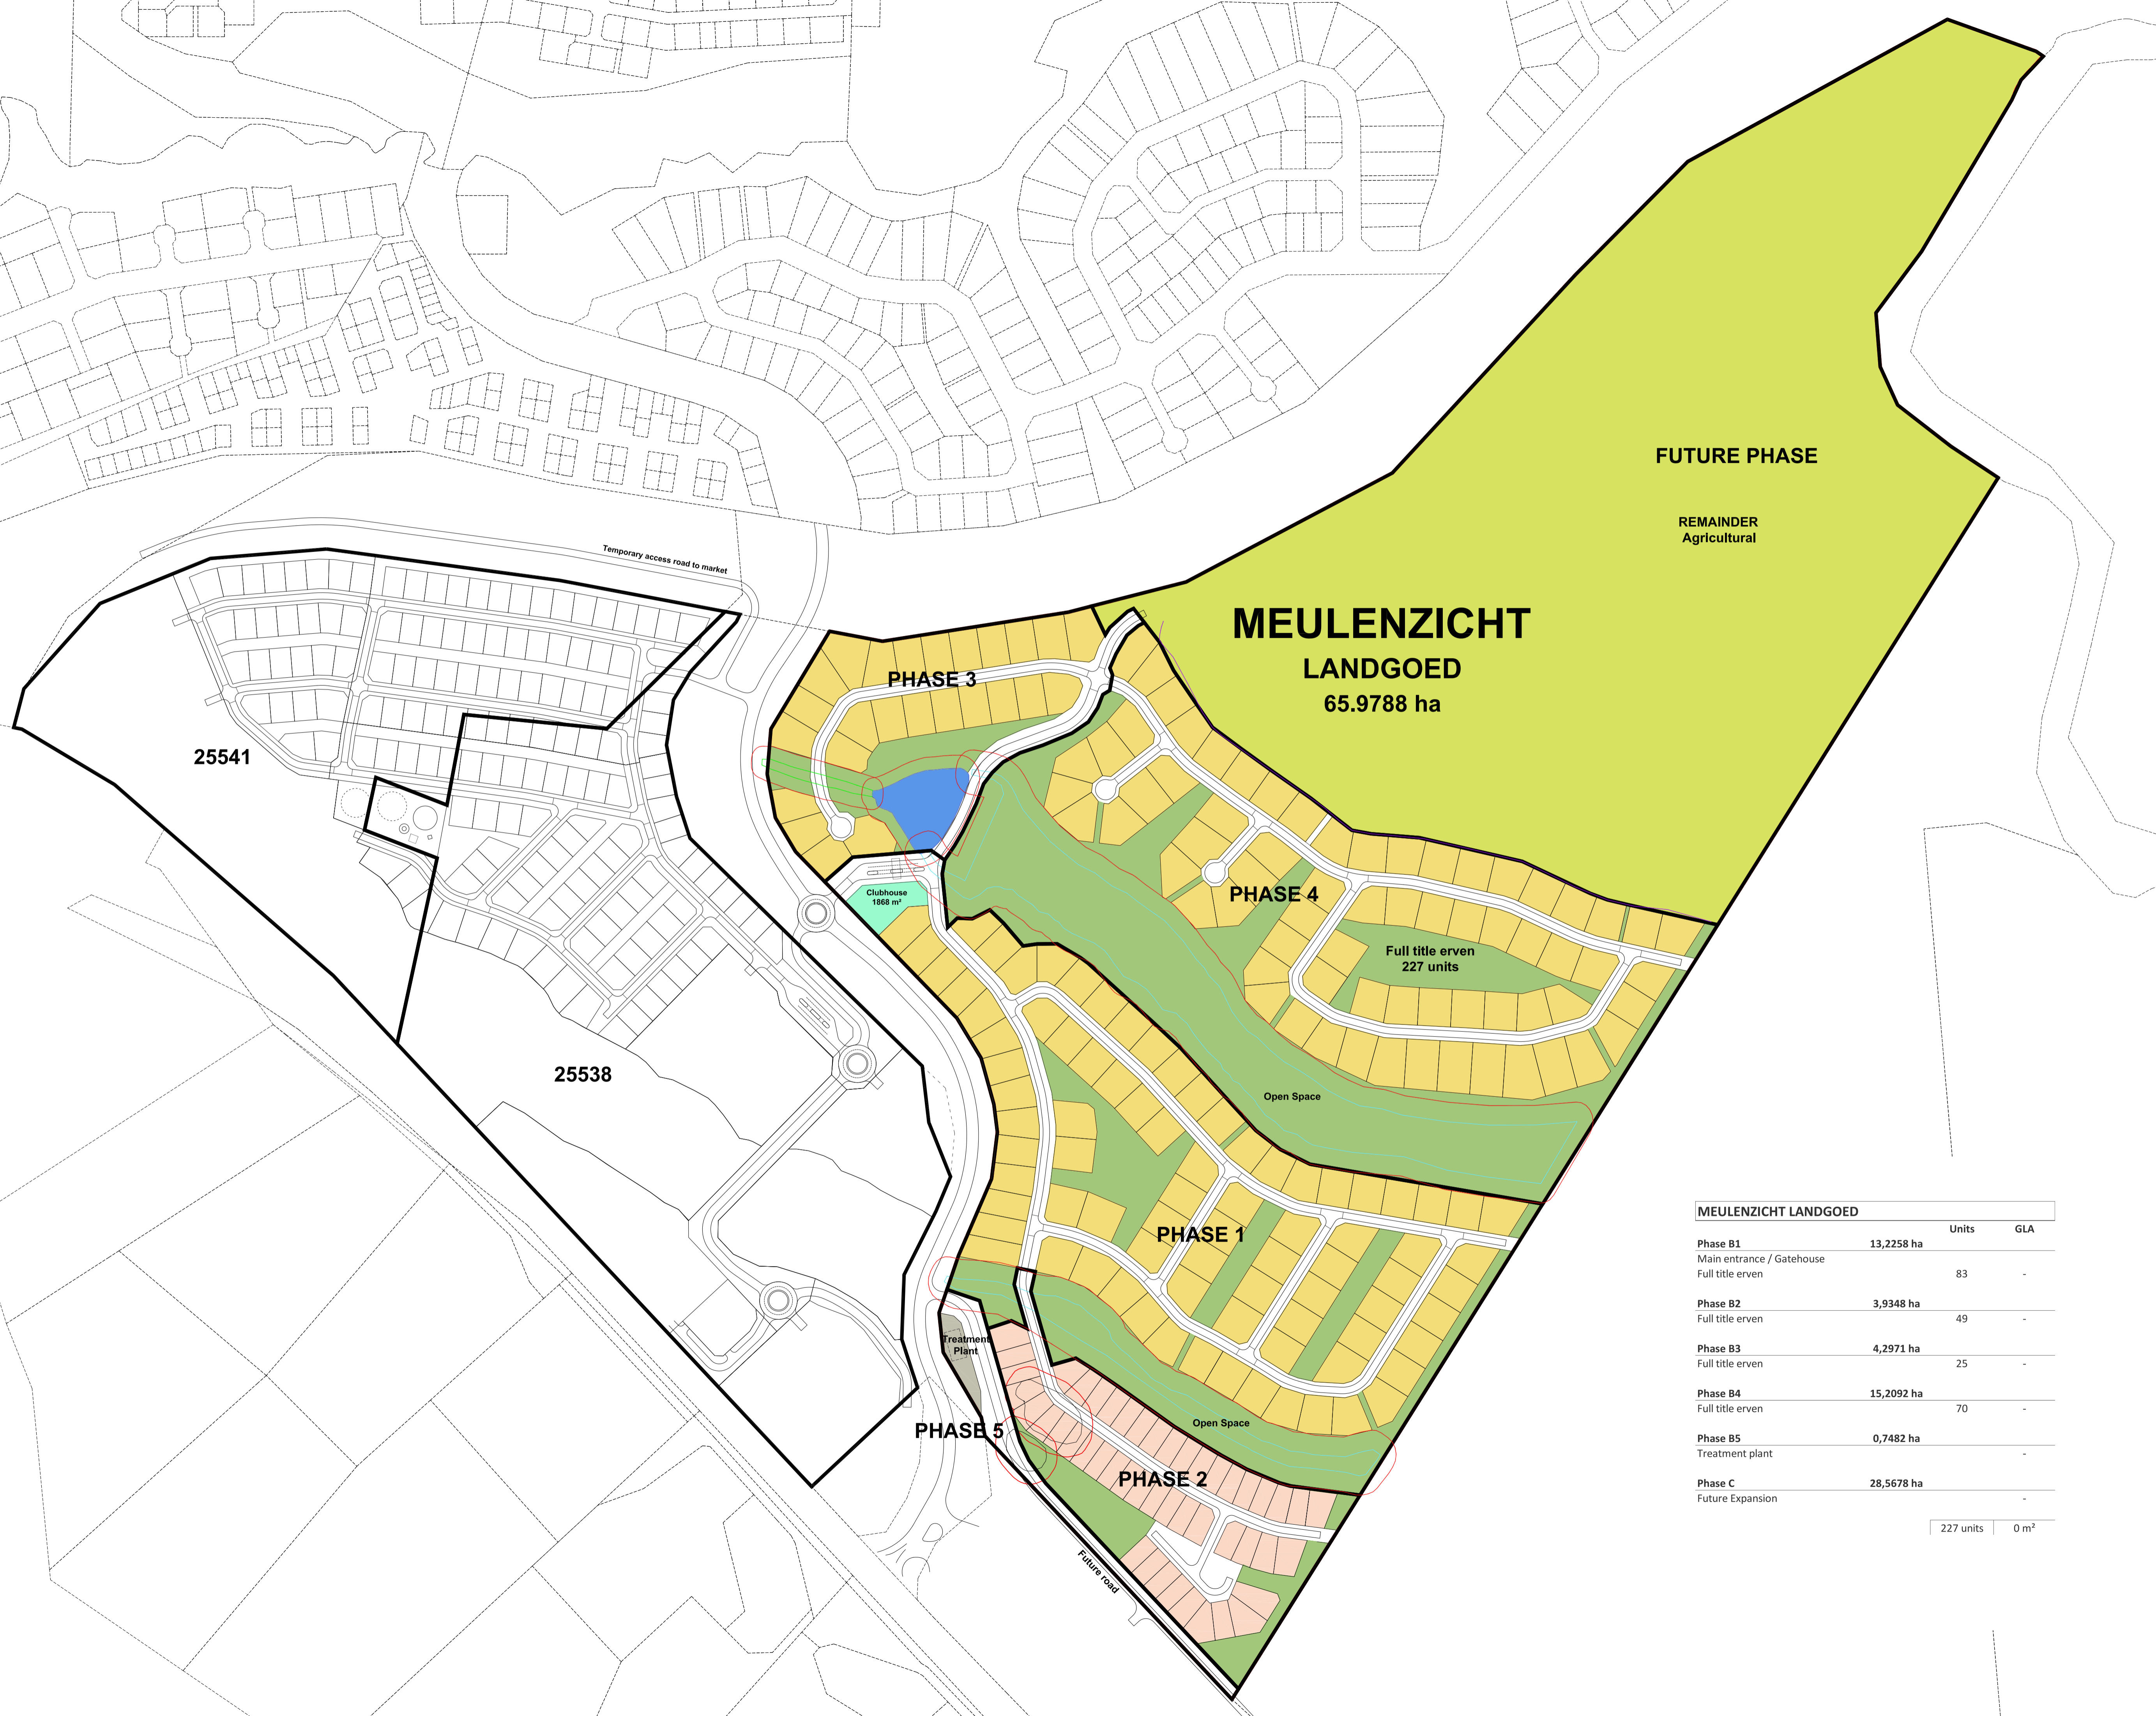 FUTURE PHASE
REMAINDER
Agricultural
Temporary access road to market
MEULENZICHT
LANDGOED
65.9788 ha
PHASE 3
25541
Clubhouse
1868 m²
PHASE 4
Full title erven
227 units
25538
Open Space
PHASE 1
Treatment
Plant
PHASE 5
Open Space
PHASE 2
Future road
MEULENZICHT LANDGOED
Units GLA
Phase B1 13,2258 ha
Main entrance / Gatehouse
Full title erven 83 -
Phase B2 3,9348 ha
Full title erven 49 -
Phase B3 4,2971 ha
Full title erven 25 -
Phase B4 15,2092 ha
Full title erven 70 -
Phase B5 0,7482 ha
Treatment plant -
Phase C 28,5678 ha
Future Expansion -
227 units 0 m²